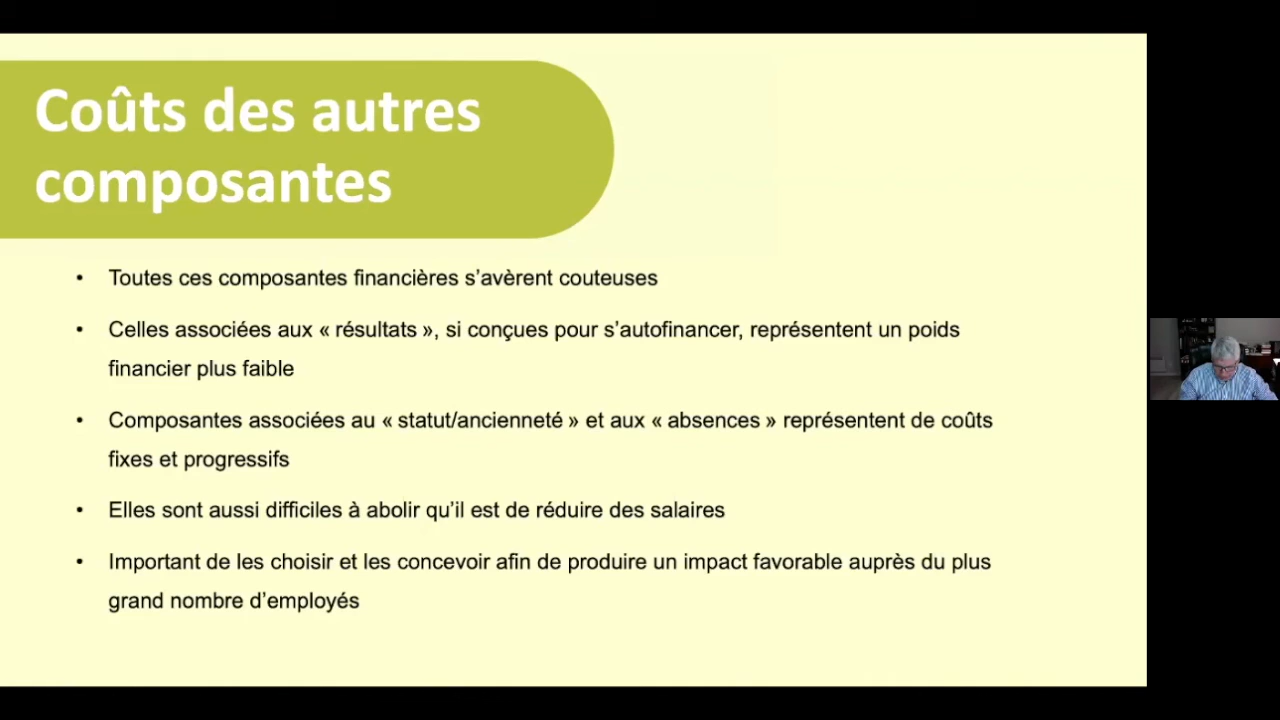 Coûts des autres
composantes
• Toutes ces composantes financières s’avèrent couteuses
• Celles associées aux « résultats », si conçues pour s’autofinancer, représentent un poids
financier plus faible
• Composantes associées au « statut/ancienneté » et aux « absences » représentent de coûts
fixes et progressifs
• Elles sont aussi difficiles à abolir qu’il est de réduire des salaires
• Important de les choisir et les concevoir afin de produire un impact favorable auprès du plus
grand nombre d’employés